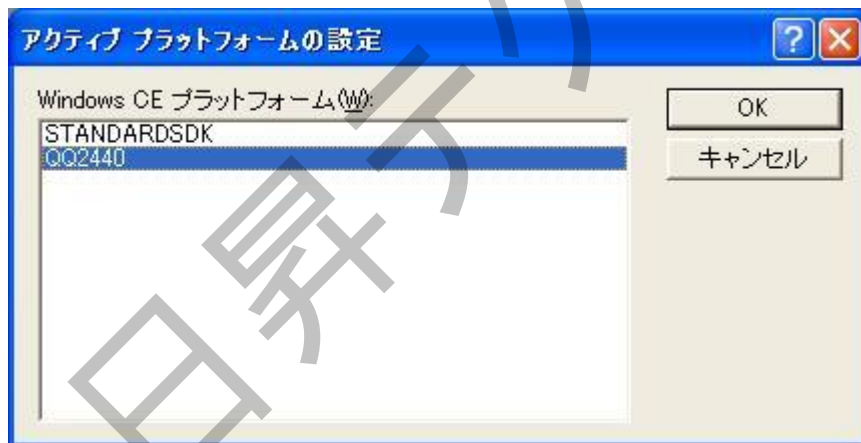 アクティブ プラットフォームの設定
Windows CE プラットフォーム(W):
STANDARDSDK
QQ2440
OK
キャンセル
日昇テ